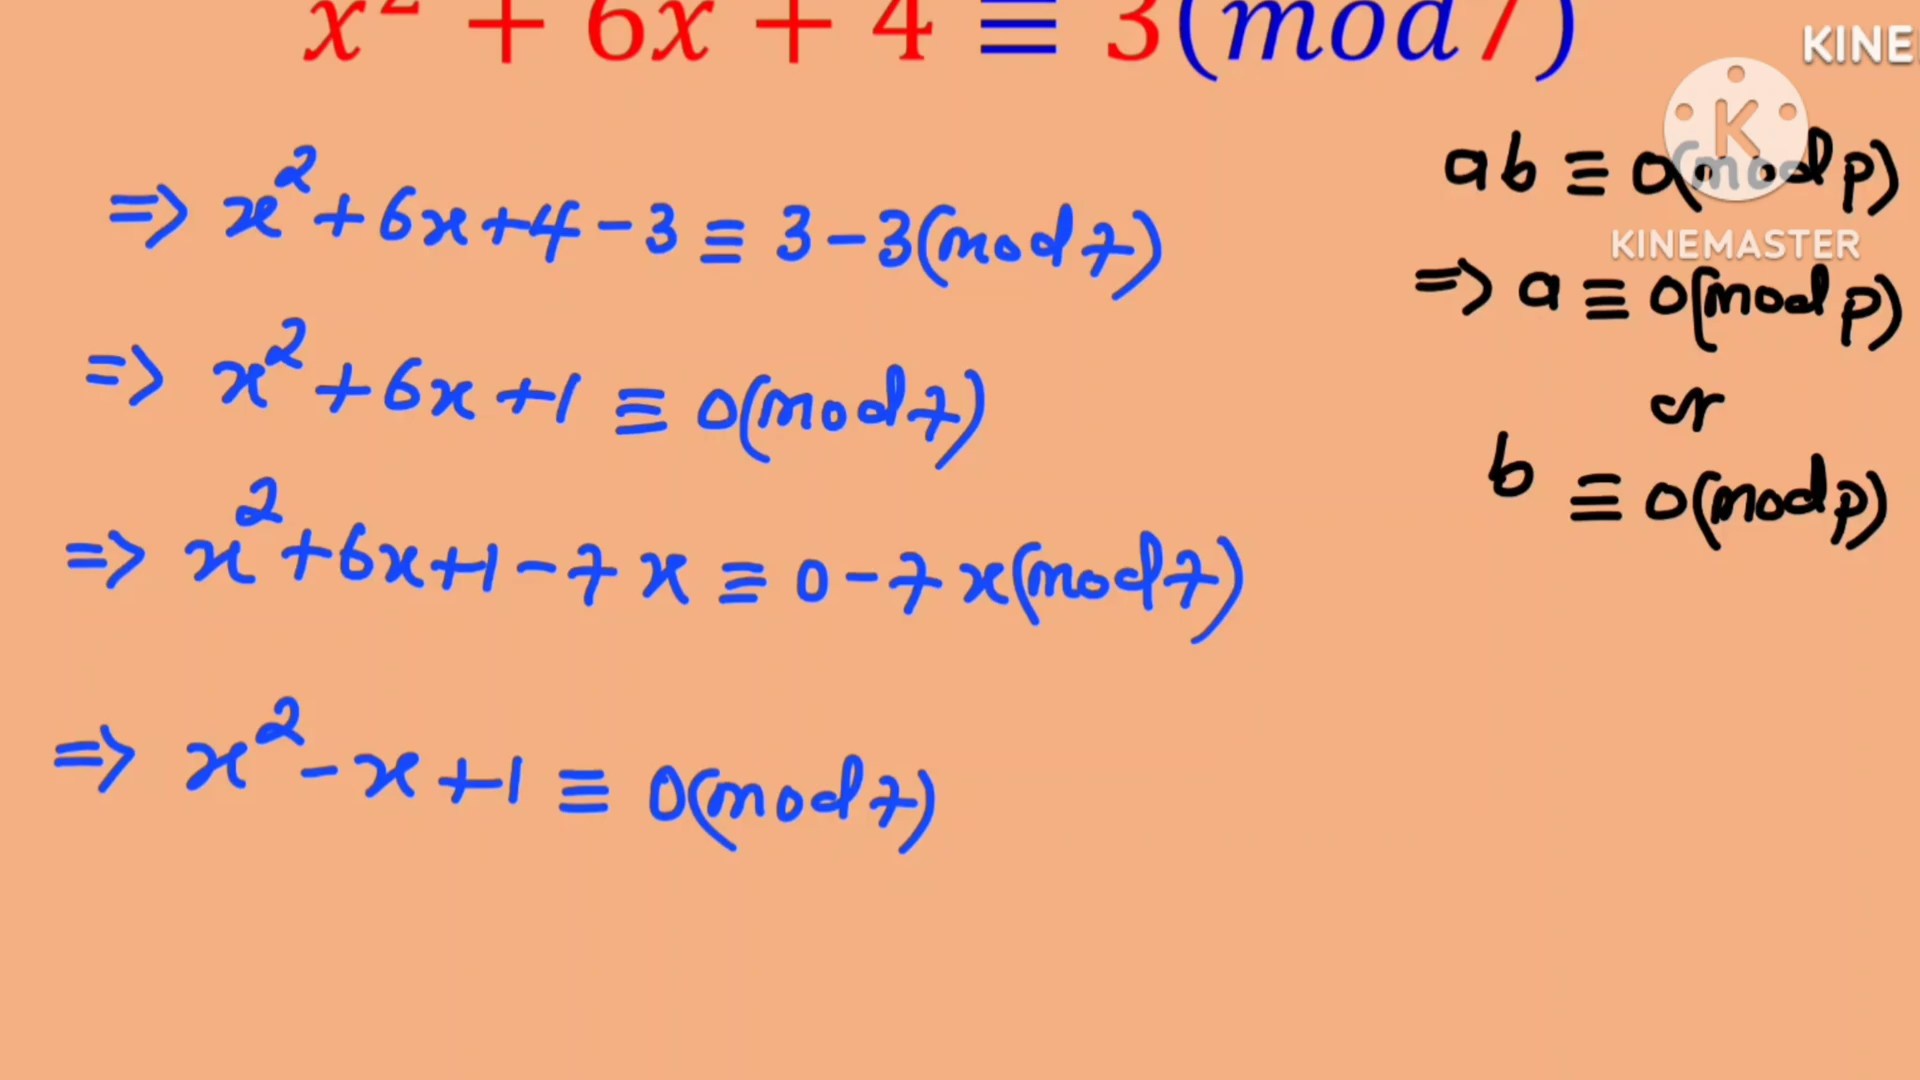 x² + 6x + 4 ≡ 3(mod7)
KINE
K
KINEMASTER
=> x² + 6x + 4 - 3 ≡ 3 - 3(mod 7)
=> x² + 6x + 1 ≡ 0(mod 7)
=> x² + 6x + 1 - 7x ≡ 0 - 7x(mod 7)
=> x² - x + 1 ≡ 0(mod 7)
ab ≡ 0(mod p)
=> a ≡ 0(mod p)
or
b ≡ 0(mod p)